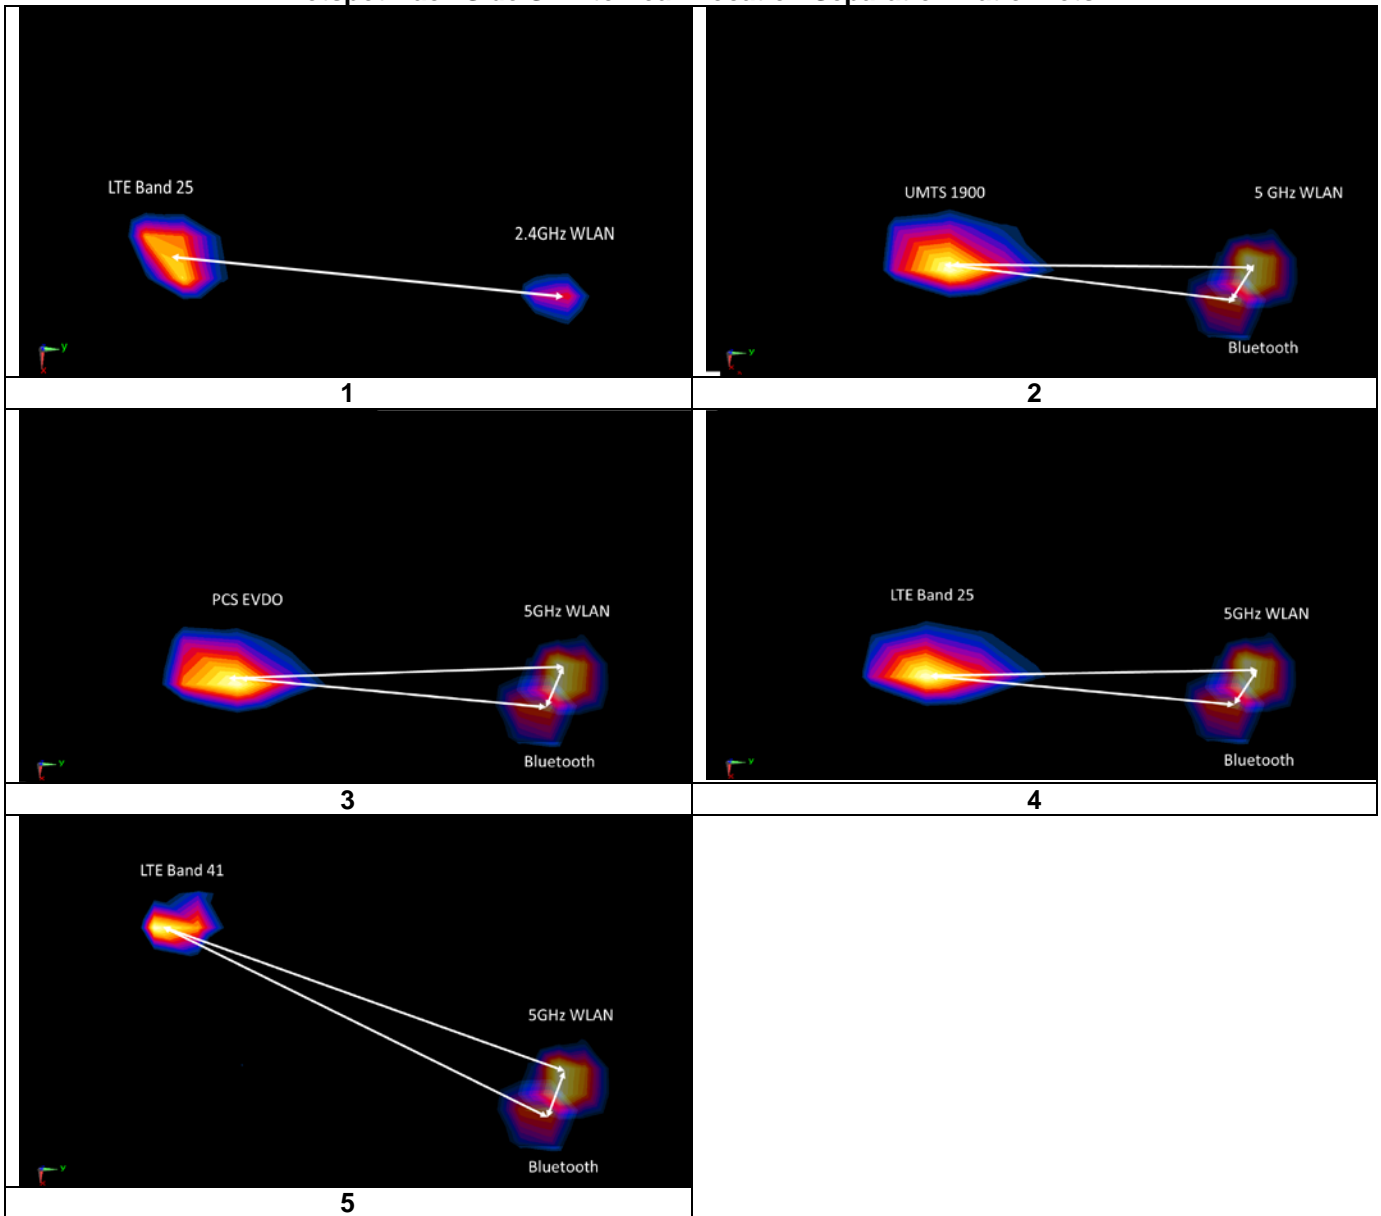 LTE Band 25
2.4GHz WLAN
y
x
1
UMTS 1900
5 GHz WLAN
Bluetooth
y
2
PCS EVDO
5GHz WLAN
Bluetooth
y
3
LTE Band 25
5GHz WLAN
Bluetooth
y
4
LTE Band 41
5GHz WLAN
Bluetooth
y
5